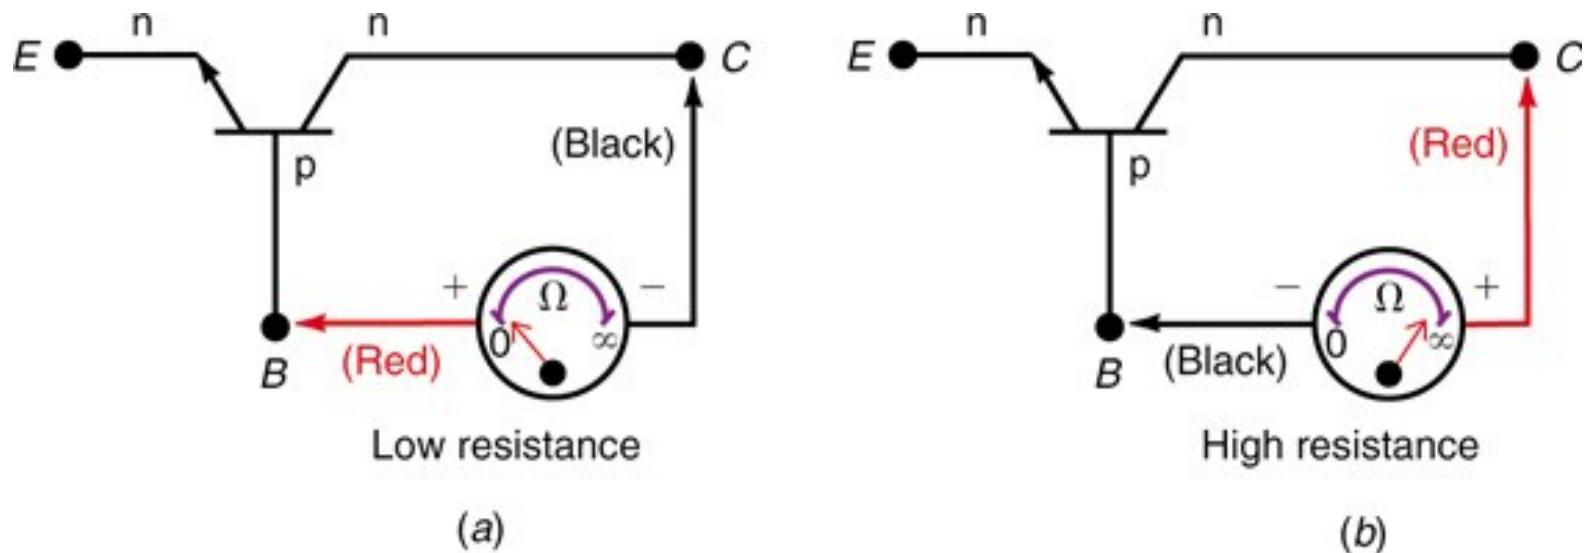 n n
E C
(Black)
p
+ Ω −
0 ∞
B (Red)
Low resistance
(a)
n n
E C
(Red)
p
− Ω +
0 ∞
B (Black)
High resistance
(b)